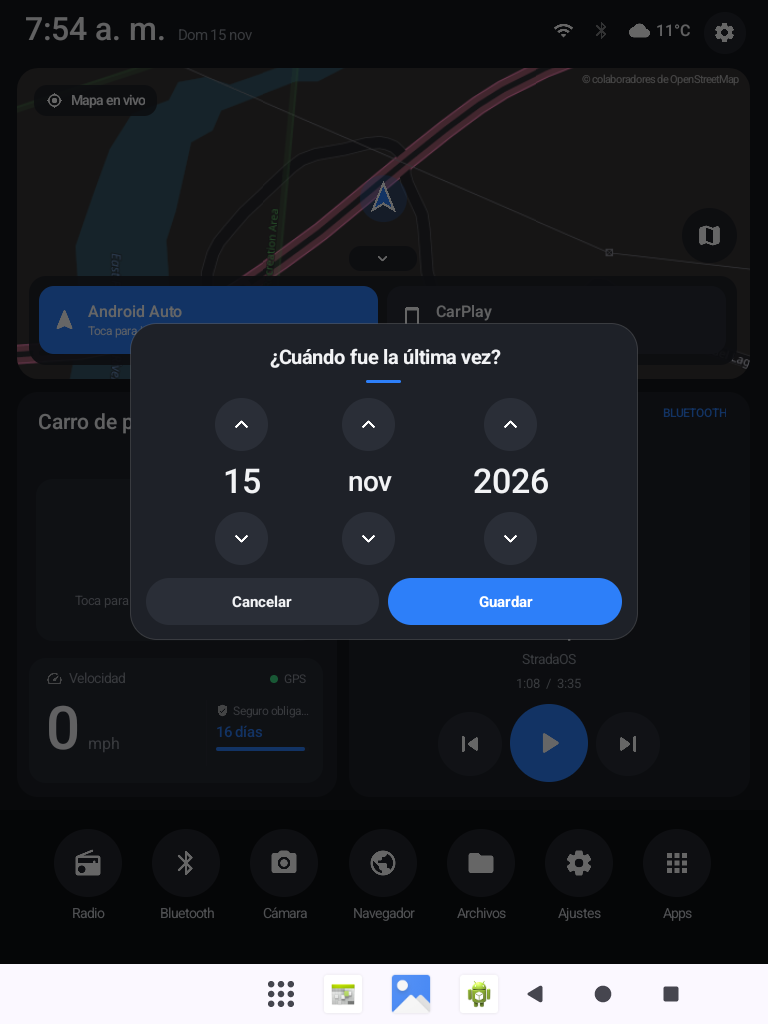 7:54 a. m. Dom 15 nov
11°C
© colaboradores de OpenStreetMap
Mapa en vivo
Android Auto
Toca para
CarPlay
¿Cuándo fue la última vez?
Carro de p
BLUETOOTH
15 nov 2026
Toca para
Cancelar
Guardar
StradaOS
1:08 / 3:35
Velocidad
GPS
0 mph
Seguro obliga...
16 días
Radio
Bluetooth
Cámara
Navegador
Archivos
Ajustes
Apps